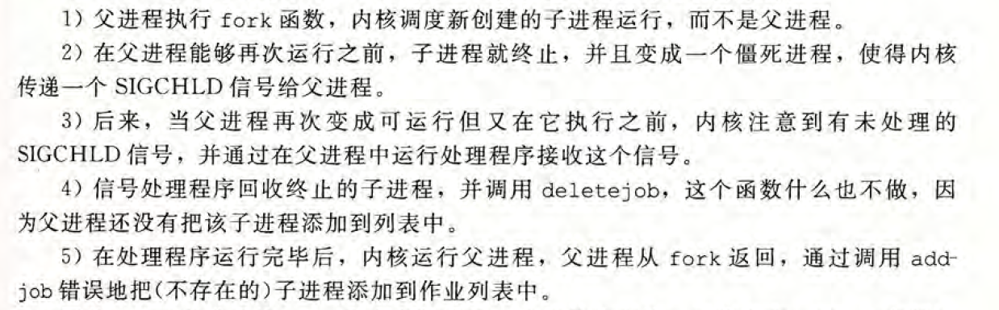 1) 父进程执行 fork 函数，内核调度新创建的子进程运行，而不是父进程。
2) 在父进程能够再次运行之前，子进程就终止，并且变成一个僵死进程，使得内核
传递一个 SIGCHLD 信号给父进程。
3) 后来，当父进程再次变成可运行但又在它执行之前，内核注意到有未处理的
SIGCHLD 信号，并通过在父进程中运行处理程序接收这个信号。
4) 信号处理程序回收终止的子进程，并调用 deletejob，这个函数什么也不做，因
为父进程还没有把该子进程添加到列表中。
5) 在处理程序运行完毕后，内核运行父进程，父进程从 fork 返回，通过调用 add-
job 错误地把(不存在的)子进程添加到作业列表中。